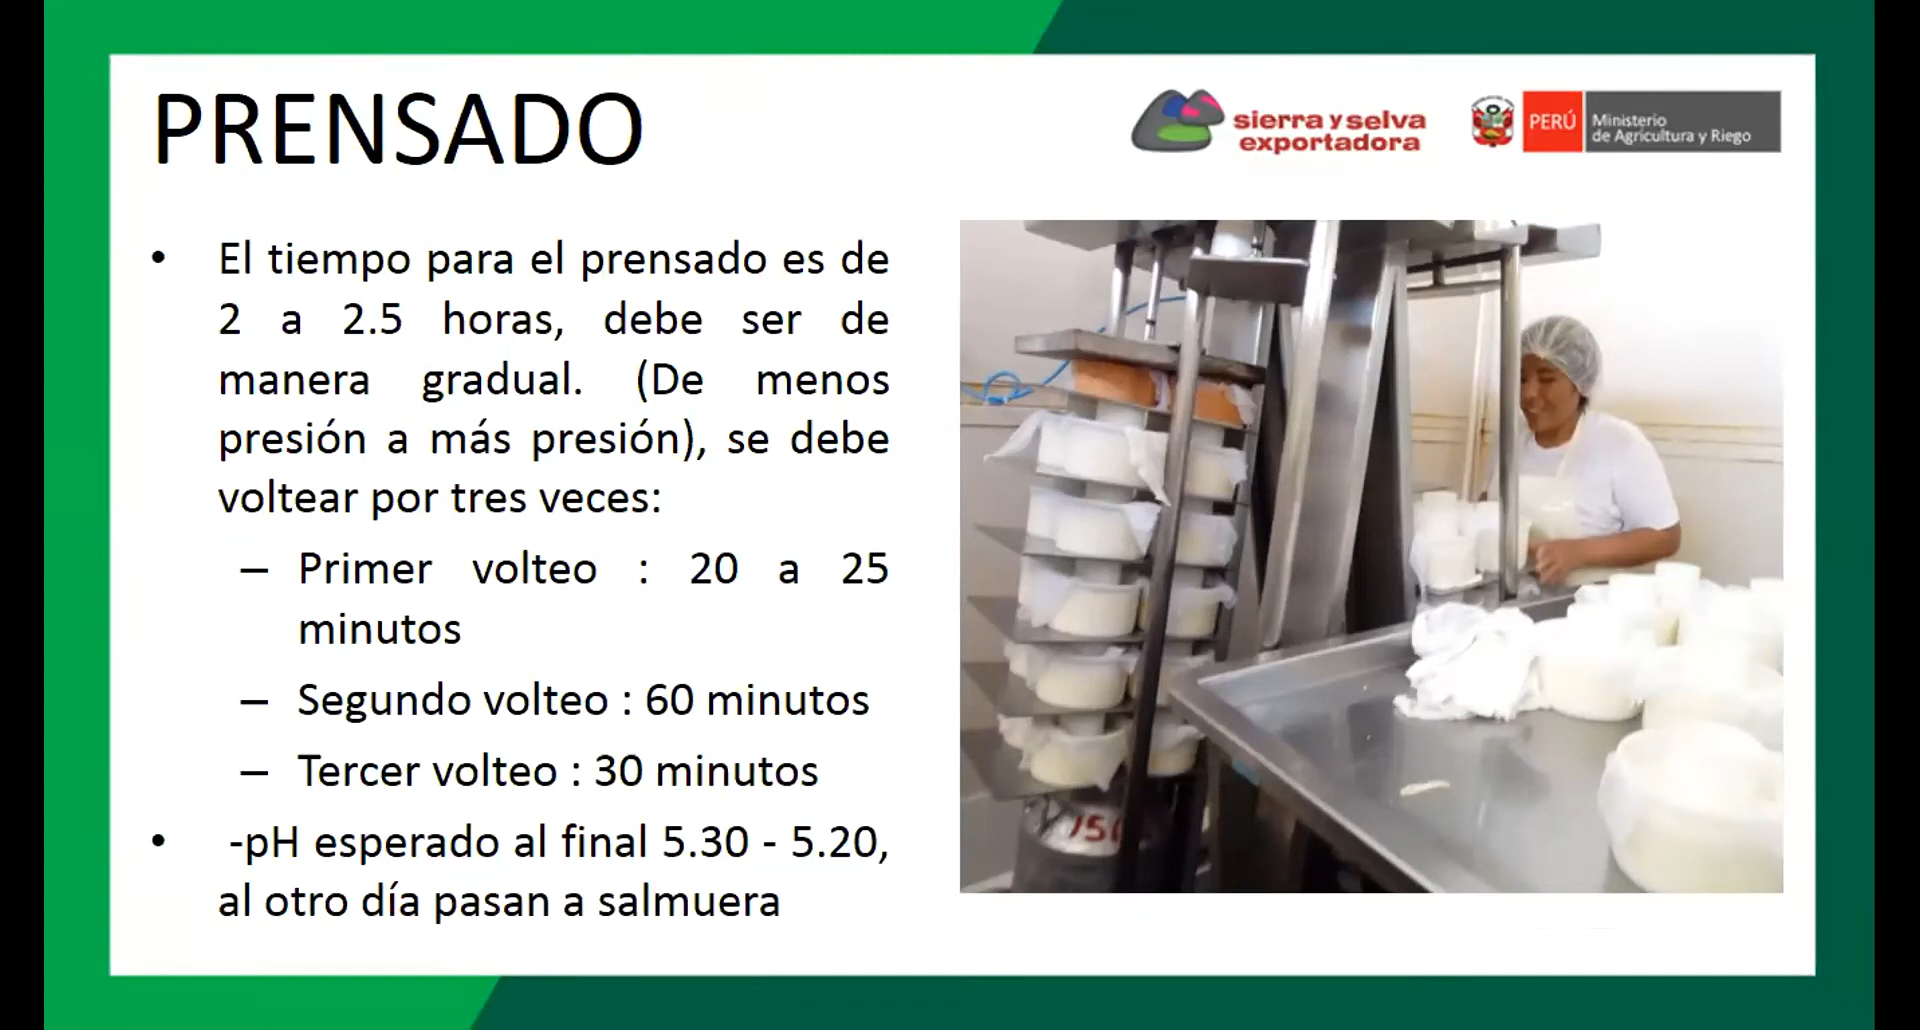 PRENSADO
sierra y selva
exportadora
PERÚ
Ministerio
de Agricultura y Riego
• El tiempo para el prensado es de
2 a 2.5 horas, debe ser de
manera gradual. (De menos
presión a más presión), se debe
voltear por tres veces:
– Primer volteo : 20 a 25
minutos
– Segundo volteo : 60 minutos
– Tercer volteo : 30 minutos
• -pH esperado al final 5.30 - 5.20,
al otro día pasan a salmuera